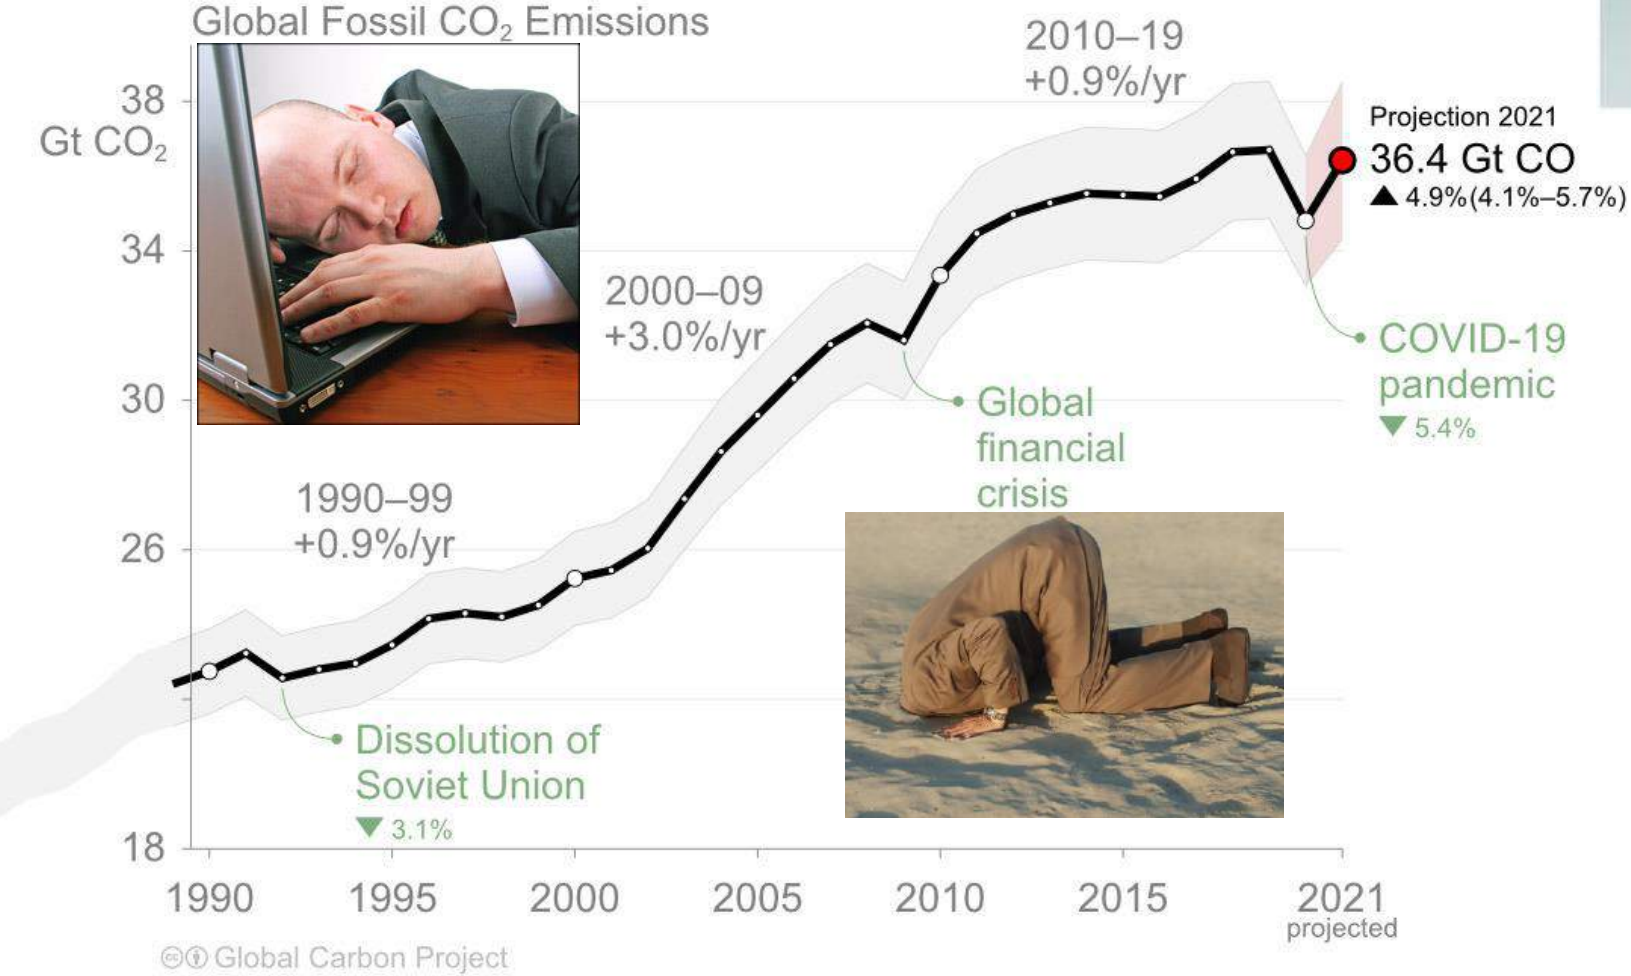 Global Fossil CO₂ Emissions
38
Gt CO₂
34
30
26
18
2010–19
+0.9%/yr
Projection 2021
36.4 Gt CO
▲ 4.9%(4.1%–5.7%)
2000–09
+3.0%/yr
COVID-19
pandemic
▼ 5.4%
Global
financial
crisis
1990–99
+0.9%/yr
Dissolution of
Soviet Union
▼ 3.1%
1990 1995 2000 2005 2010 2015 2021
projected
Global Carbon Project